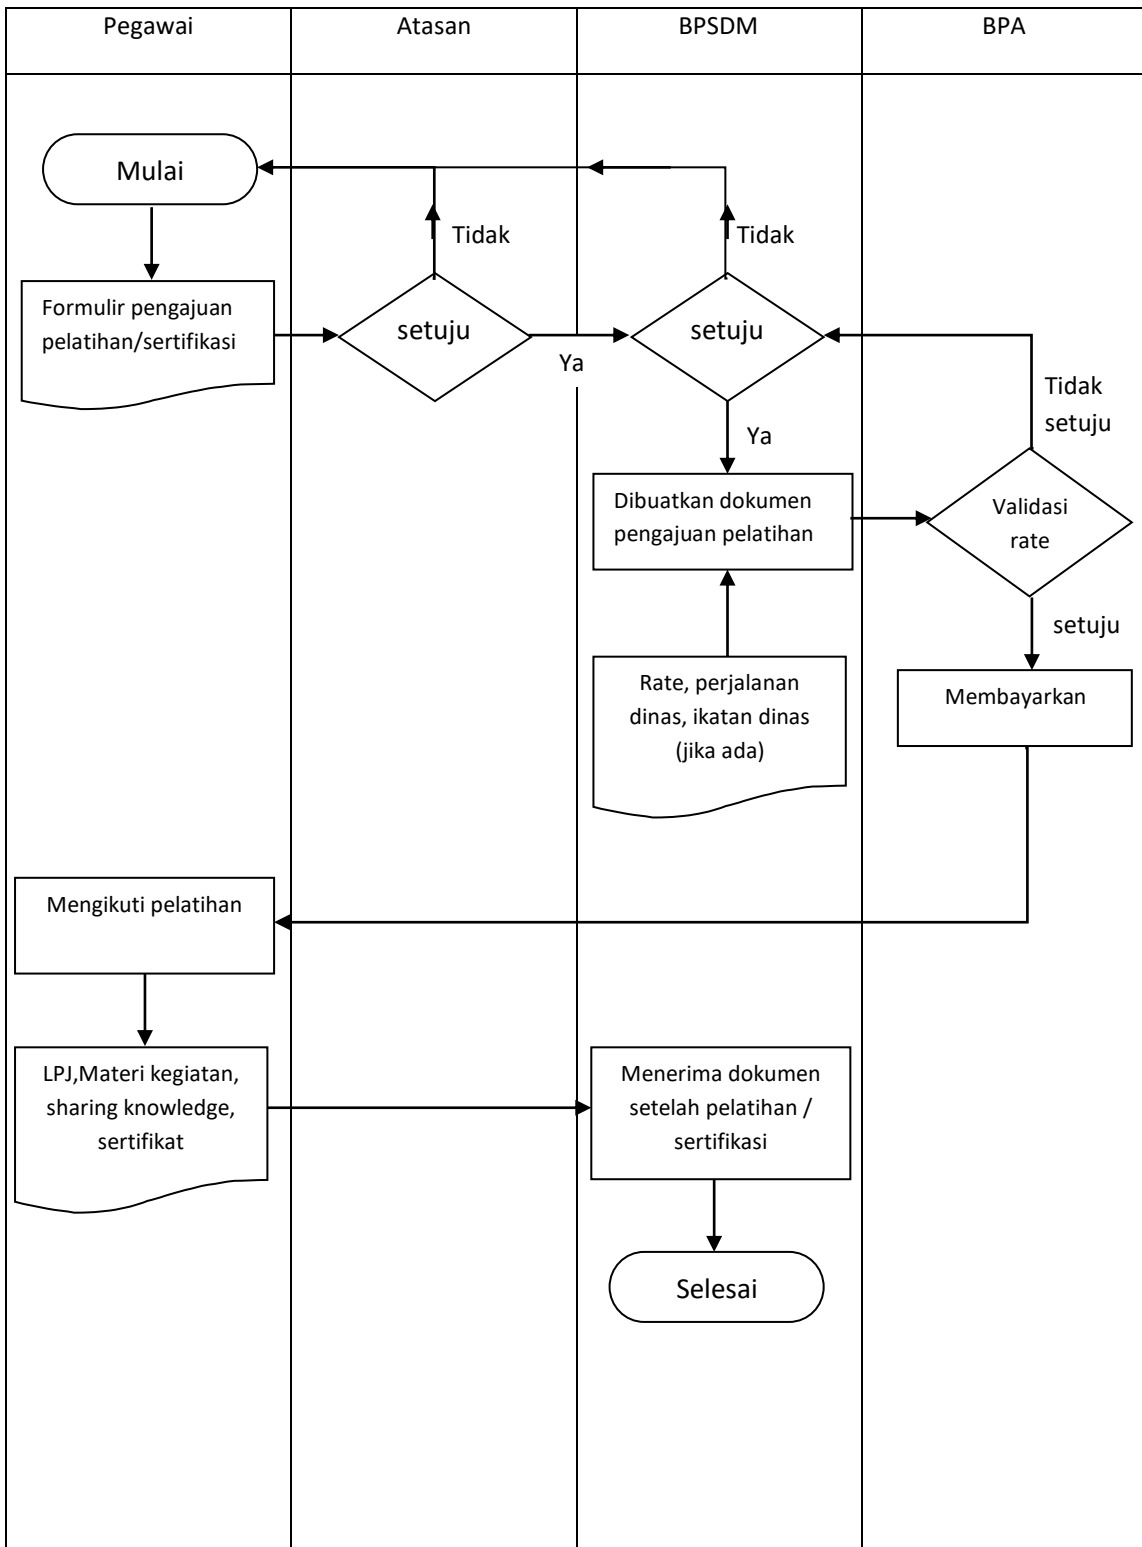 Pegawai
Atasan
BPSDM
BPA
Mulai
Tidak
Tidak
Formulir pengajuan
pelatihan/sertifikasi
setuju
Ya
setuju
Tidak
setuju
Ya
Dibuatkan dokumen
pengajuan pelatihan
Validasi
rate
setuju
Rate, perjalanan
dinas, ikatan dinas
(jika ada)
Membayarkan
Mengikuti pelatihan
LPJ,Materi kegiatan,
sharing knowledge,
sertifikat
Menerima dokumen
setelah pelatihan /
sertifikasi
Selesai